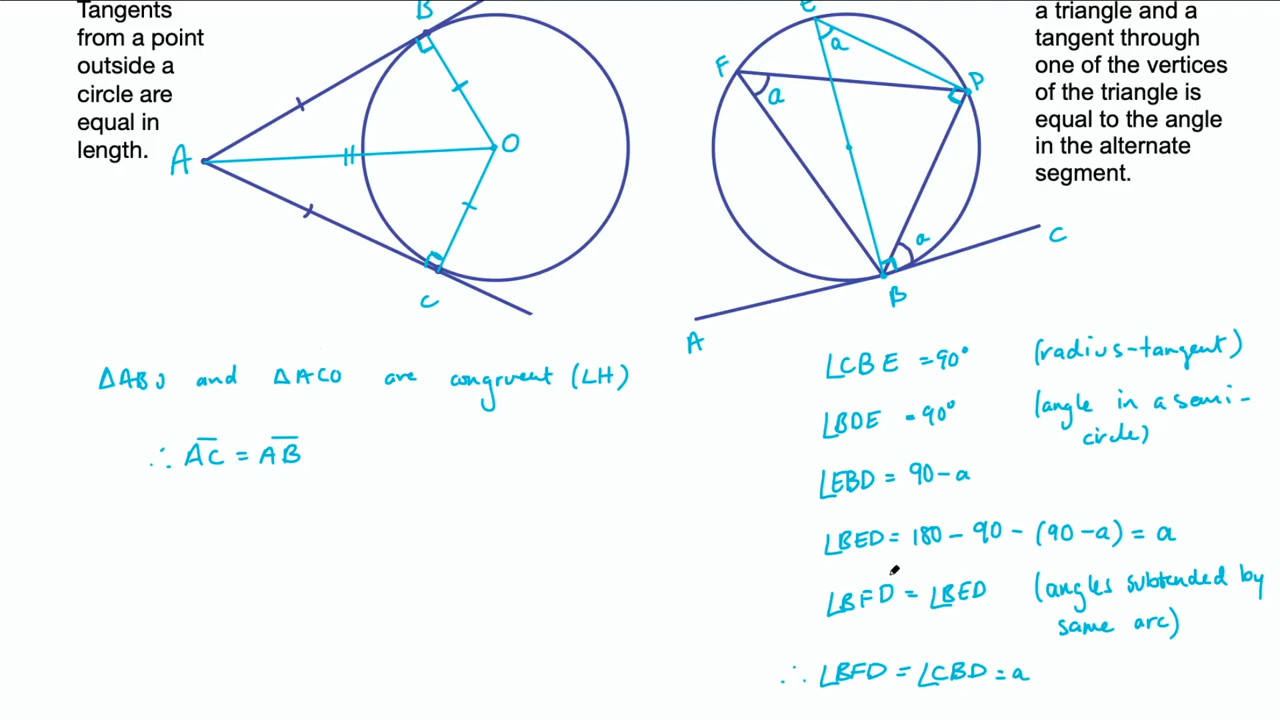 Tangents
from a point
outside a
circle are
equal in
length.
A
B
O
C
△ABO and △ACO are congruent (LH)
∴ AC = AB
E
a
F
a
D
a
C
B
A
a triangle and a
tangent through
one of the vertices
of the triangle is
equal to the angle
in the alternate
segment.
∠CBE = 90° (radius-tangent)
∠BDE = 90° (angle in a semi-
circle)
∠EBD = 90 - a
∠BED = 180 - 90 - (90 - a) = a
∠BFD = ∠BED (angles subtended by
same arc)
∴ ∠BFD = ∠CBD = a